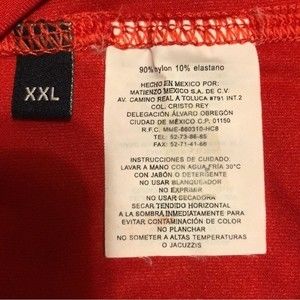 XXL
90% nylon 10% elastano
HECHO EN MEXICO POR:
MATIENZO MEXICO S.A. DE C.V.
AV. CAMINO REAL A TOLUCA #791 INT.2
COL. CRISTO REY
DELEGACIÓN ÁLVARO OBREGÓN
CIUDAD DE MÉXICO C.P. 01150
R.F.C. MME-860310-HC8
TEL: 52-73-86-85
FAX: 52-71-41-66
INSTRUCCIONES DE CUIDADO:
LAVAR A MANO CON AGUA FRIA 30°C
CON JABÓN O DETERGENTE
NO USAR BLANQUEADOR
NO EXPRIMIR
NO USAR SECADORA
SECAR TENDIDO HORIZONTAL
A LA SOMBRA INMEDIATAMENTE PARA
EVITAR CONTAMINACIÓN DE COLOR
NO PLANCHAR
NO SOMETER A ALTAS TEMPERATURAS
O JACUZZIS